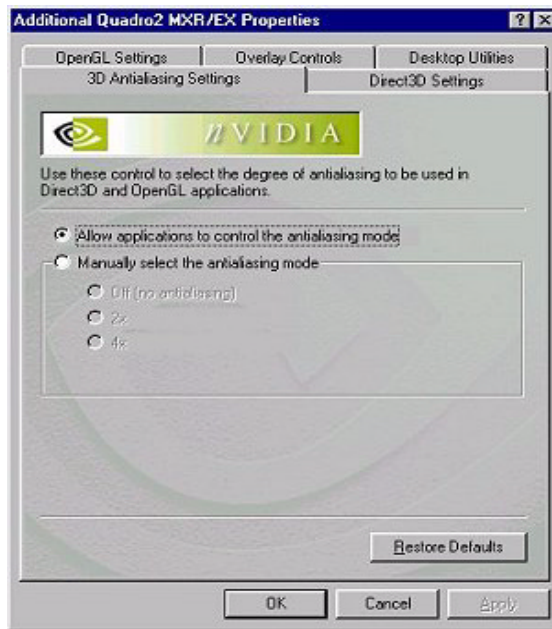 Additional Quadro2 MXR/EX Properties
OpenGL Settings Overlay Controls Desktop Utilities
3D Antialiasing Settings Direct3D Settings
nVIDIA
Use these control to select the degree of antialiasing to be used in
Direct3D and OpenGL applications.
Allow applications to control the antialiasing mode
Manually select the antialiasing mode
Off (no antialiasing)
2x
4x
Restore Defaults
OK Cancel Apply